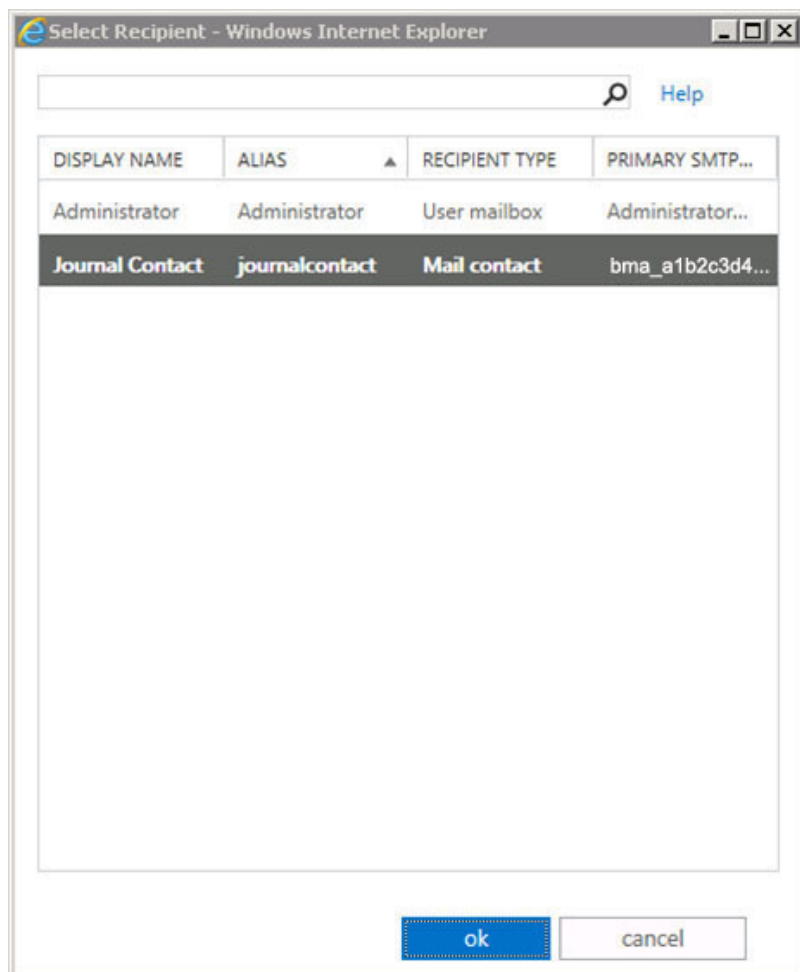 Select Recipient - Windows Internet Explorer
Help
DISPLAY NAME ALIAS RECIPIENT TYPE PRIMARY SMTP...
Administrator Administrator User mailbox Administrator...
Journal Contact journalcontact Mail contact bma_a1b2c3d4...
ok cancel